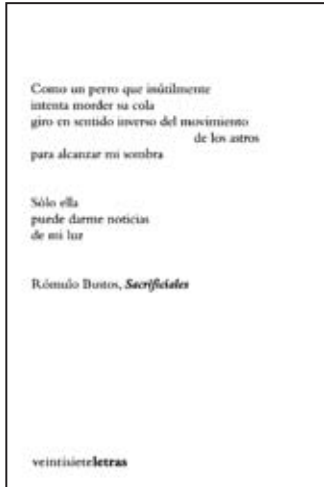 Como un perro que inútilmente
intenta morder su cola
giro en sentido inverso del movimiento
de los astros
para alcanzar mi sombra
Sólo ella
puede darme noticias
de mi luz
Rómulo Bustos, Sacrificiales
veintisieteletras